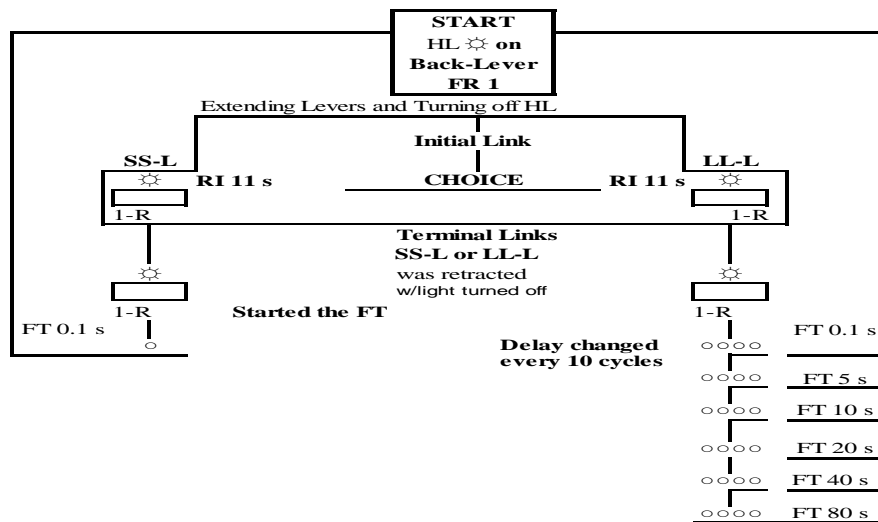 START
HL ☼ on
Back-Lever
FR 1
Extending Levers and Turning off HL
Initial Link
SS-L
LL-L
RI 11 s
CHOICE
RI 11 s
1-R
1-R
Terminal Links
SS-L or LL-L
was retracted
w/light turned off
1-R
Started the FT
1-R
FT 0.1 s
FT 0.1 s
Delay changed
every 10 cycles
FT 5 s
FT 10 s
FT 20 s
FT 40 s
FT 80 s